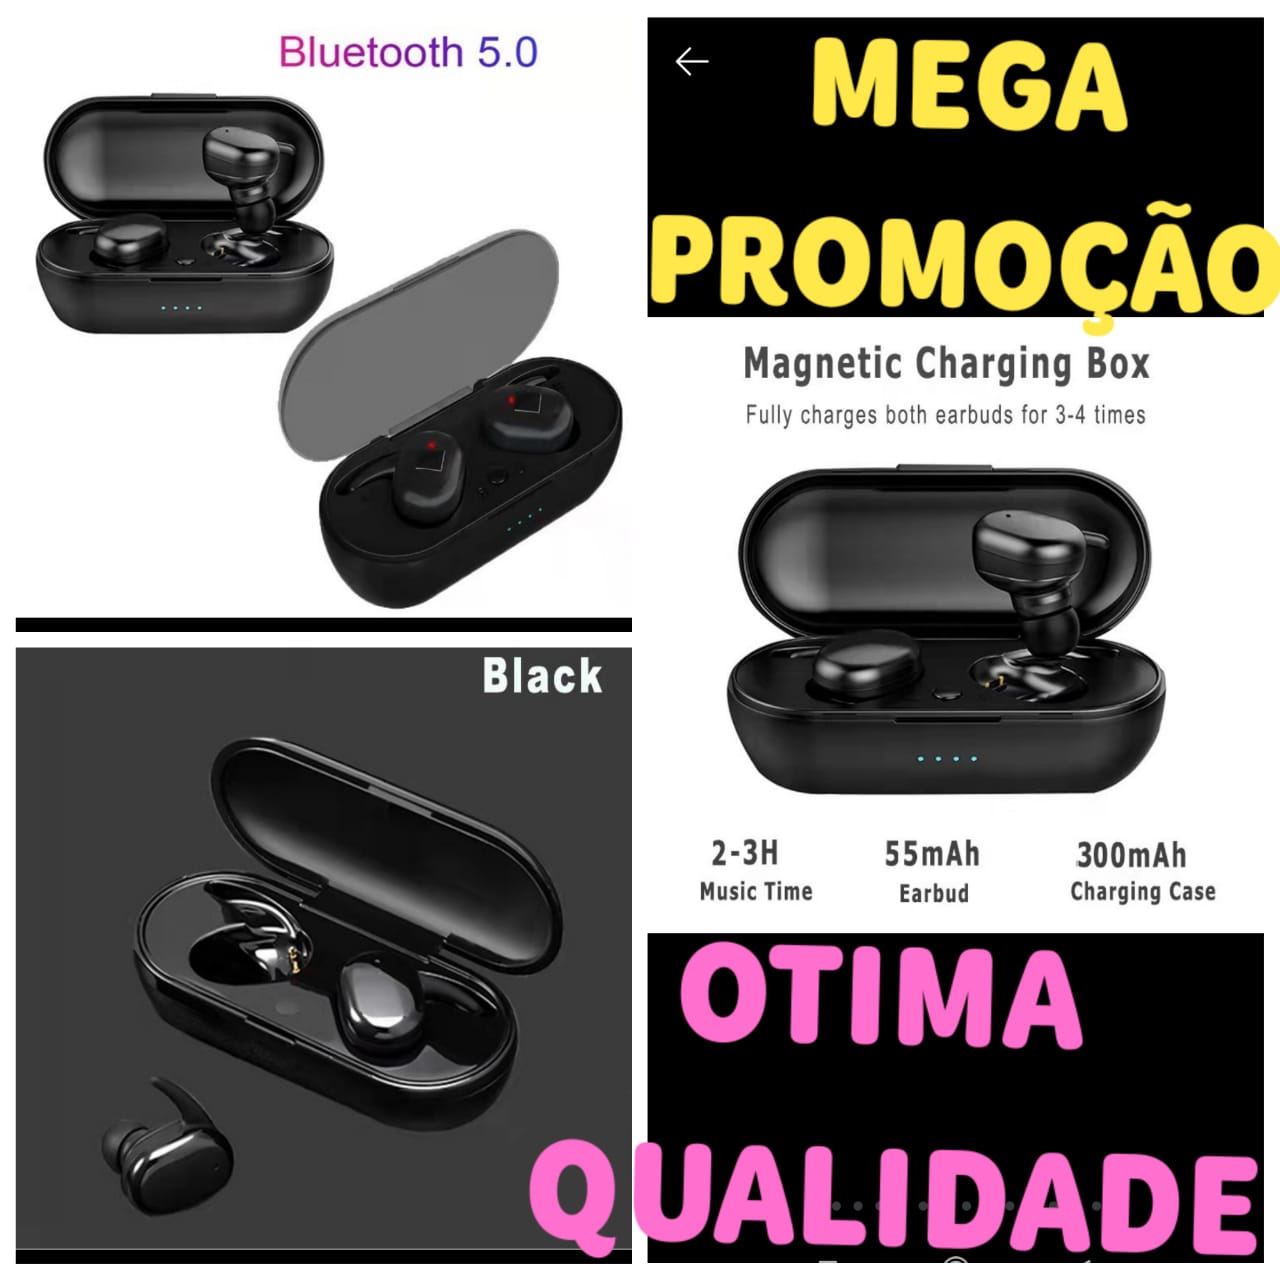 Bluetooth 5.0
MEGA
PROMOÇÃO
Magnetic Charging Box
Fully charges both earbuds for 3-4 times
2-3H
Music Time
55mAh
Earbud
300mAh
Charging Case
Black
OTIMA
QUALIDADE